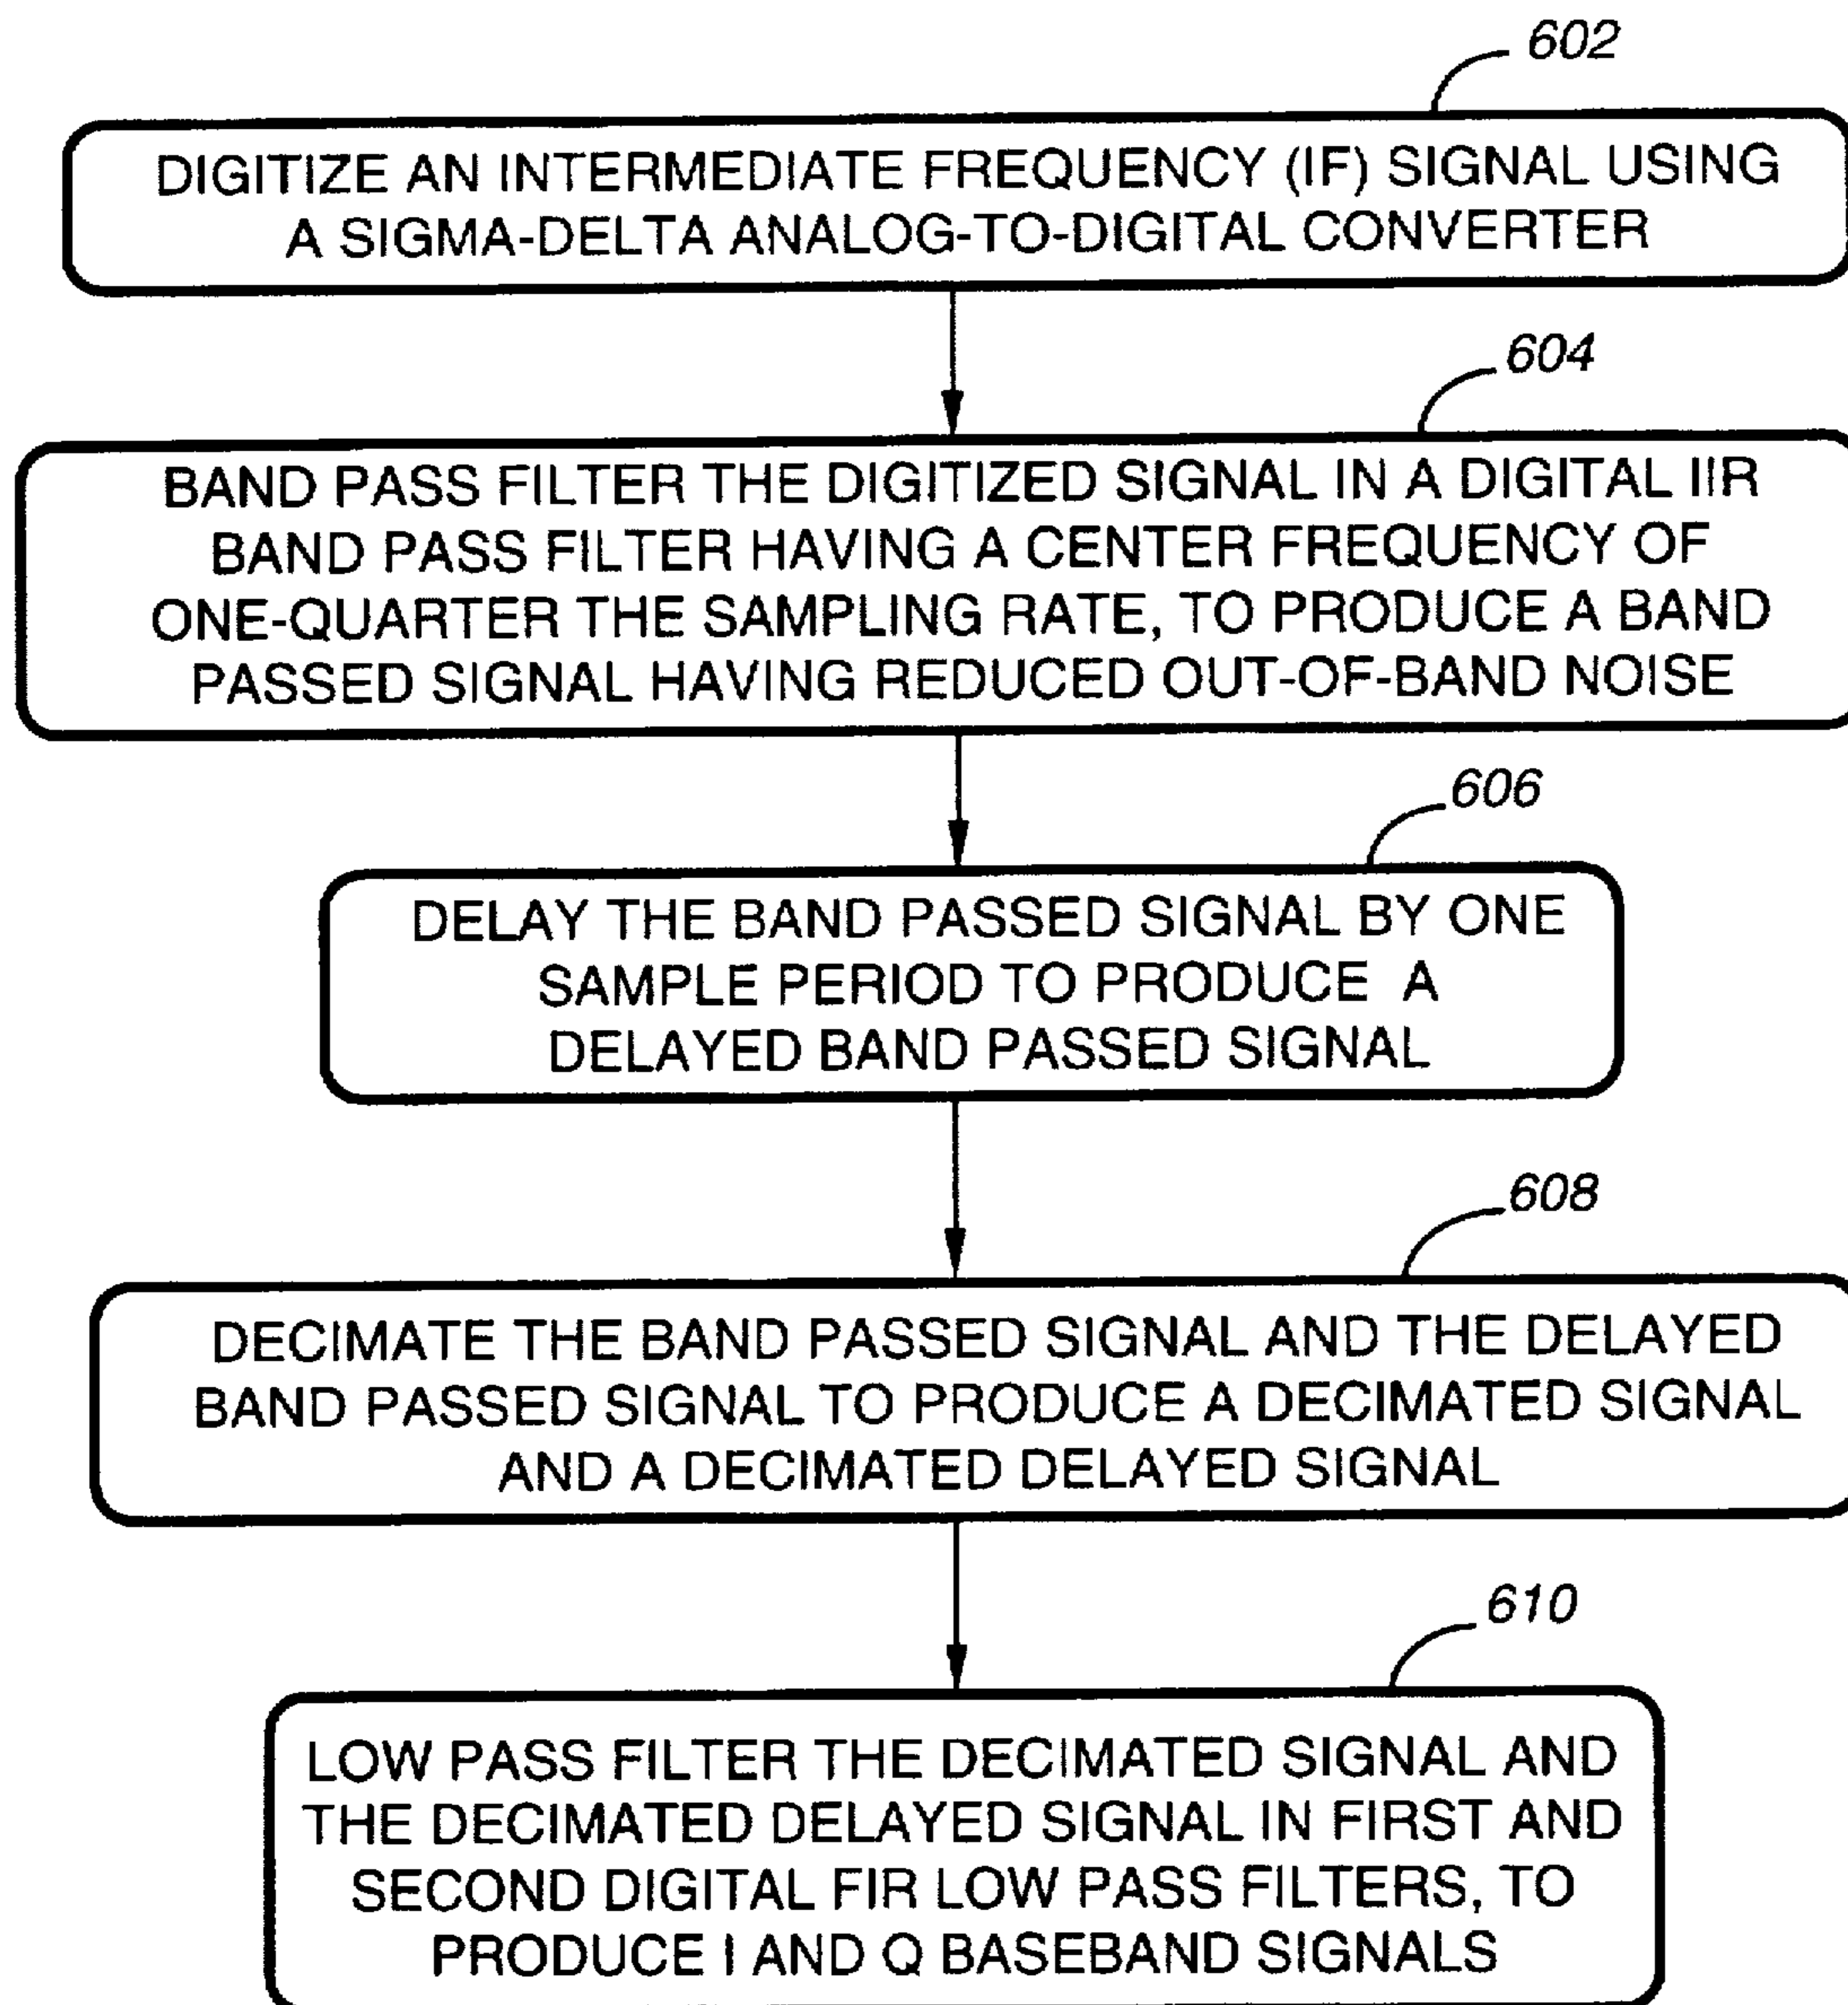 602
DIGITIZE AN INTERMEDIATE FREQUENCY (IF) SIGNAL USING
A SIGMA-DELTA ANALOG-TO-DIGITAL CONVERTER
604
BAND PASS FILTER THE DIGITIZED SIGNAL IN A DIGITAL IIR
BAND PASS FILTER HAVING A CENTER FREQUENCY OF
ONE-QUARTER THE SAMPLING RATE, TO PRODUCE A BAND
PASSED SIGNAL HAVING REDUCED OUT-OF-BAND NOISE
606
DELAY THE BAND PASSED SIGNAL BY ONE
SAMPLE PERIOD TO PRODUCE A
DELAYED BAND PASSED SIGNAL
608
DECIMATE THE BAND PASSED SIGNAL AND THE DELAYED
BAND PASSED SIGNAL TO PRODUCE A DECIMATED SIGNAL
AND A DECIMATED DELAYED SIGNAL
610
LOW PASS FILTER THE DECIMATED SIGNAL AND
THE DECIMATED DELAYED SIGNAL IN FIRST AND
SECOND DIGITAL FIR LOW PASS FILTERS, TO
PRODUCE I AND Q BASEBAND SIGNALS